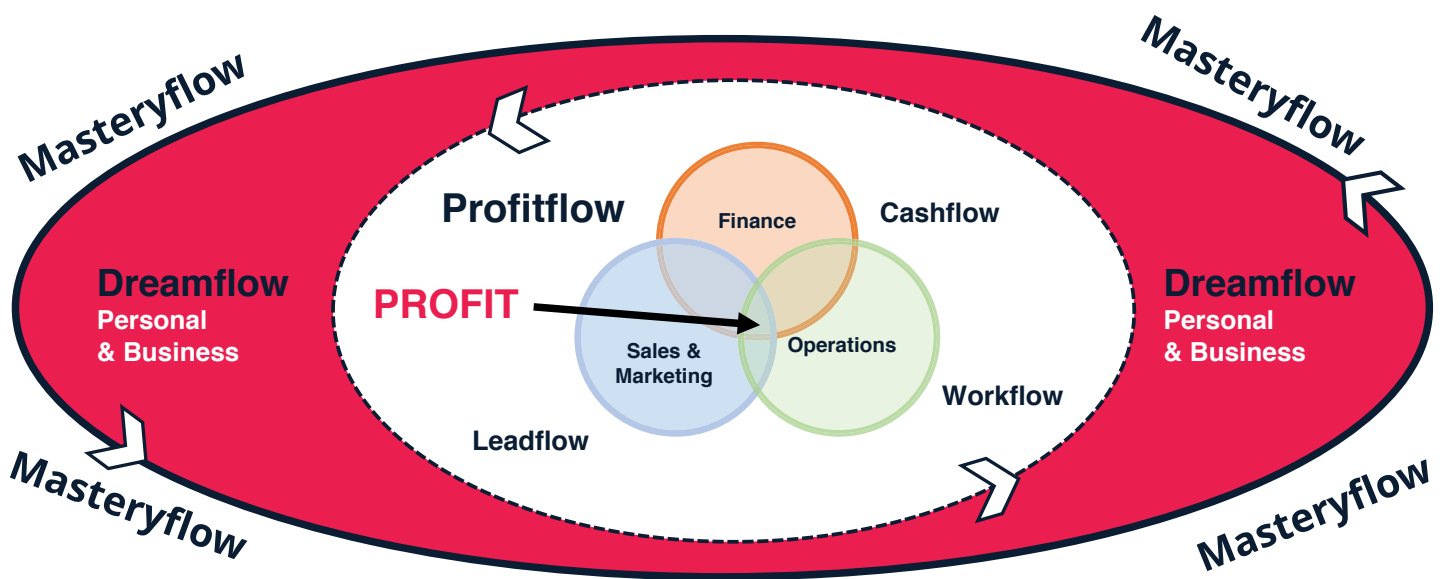 Masteryflow
Masteryflow
Profitflow
Finance
Cashflow
Dreamflow
Personal
& Business
PROFIT
Sales &
Marketing
Operations
Dreamflow
Personal
& Business
Workflow
Leadflow
Masteryflow
Masteryflow